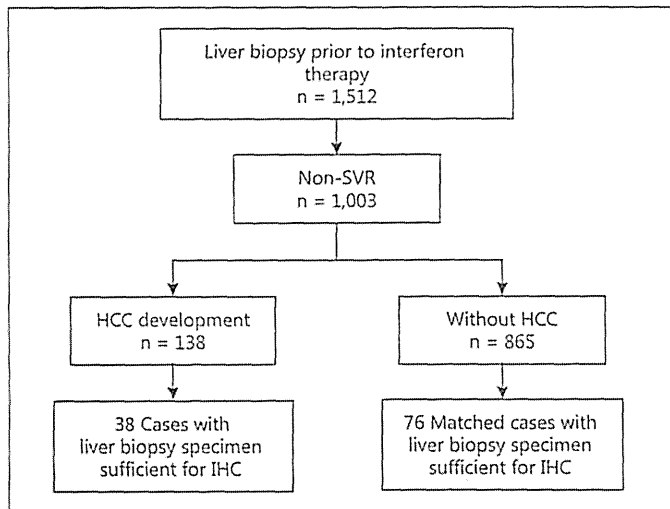 Liver biopsy prior to interferon
therapy
n = 1,512
Non-SVR
n = 1,003
HCC development
n = 138
Without HCC
n = 865
38 Cases with
liver biopsy specimen
sufficient for IHC
76 Matched cases with
liver biopsy specimen
sufficient for IHC